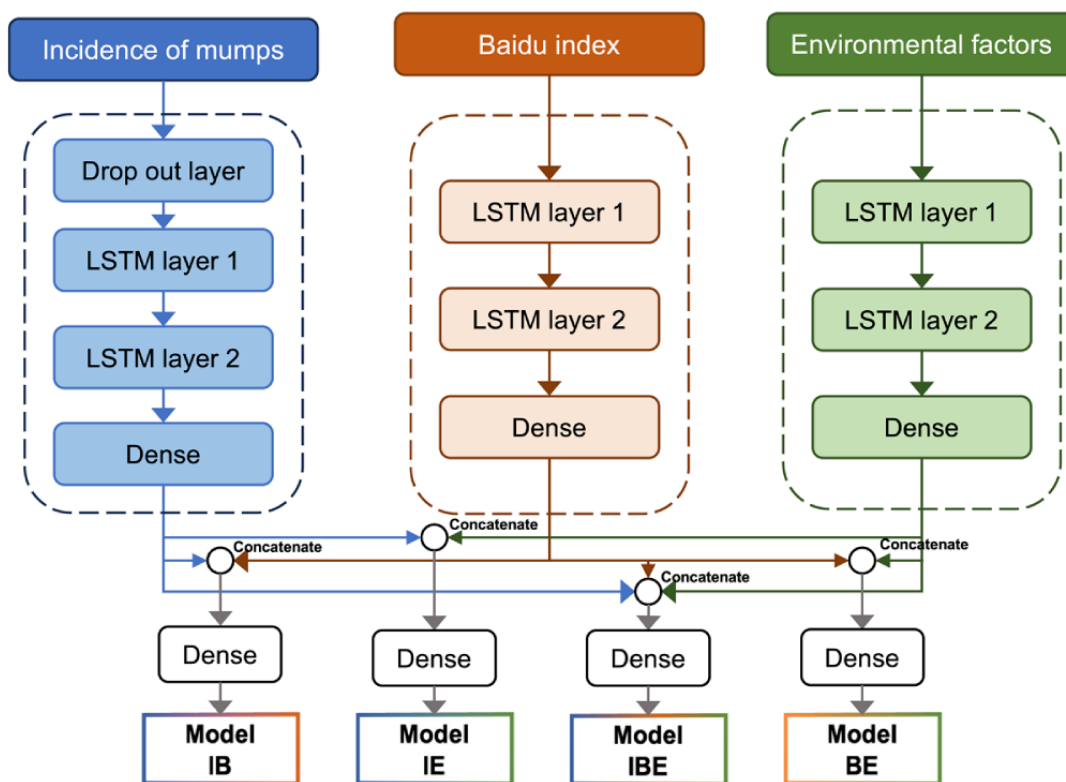 Incidence of mumps
Baidu index
Environmental factors
Drop out layer
LSTM layer 1
LSTM layer 2
Dense
LSTM layer 1
LSTM layer 2
Dense
LSTM layer 1
LSTM layer 2
Dense
Concatenate
Concatenate
Concatenate
Concatenate
Dense
Dense
Dense
Dense
Model
IB
Model
IE
Model
IBE
Model
BE